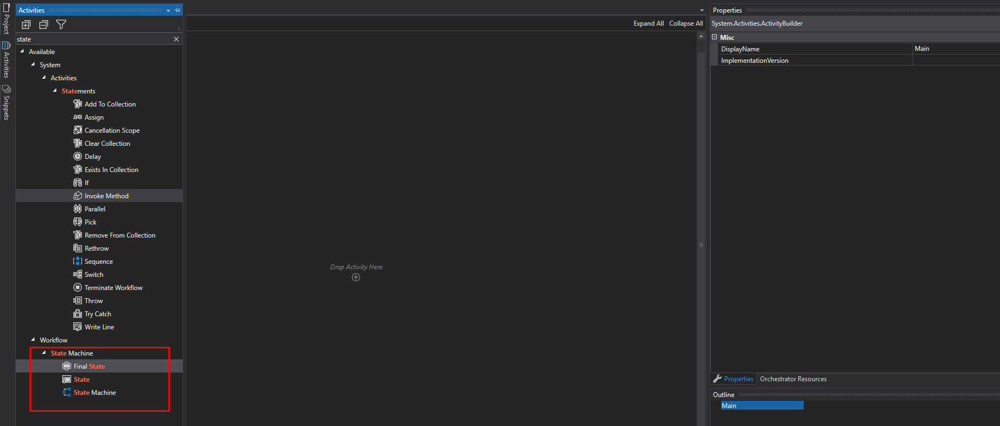 Project
Activities
Snippets
Activities
state
Available
System
Activities
Statements
Add To Collection
Assign
Cancellation Scope
Clear Collection
Delay
Exists In Collection
If
Invoke Method
Parallel
Pick
Remove From Collection
Rethrow
Sequence
Switch
Terminate Workflow
Throw
Try Catch
Write Line
Workflow
State Machine
Final State
State
State Machine
Expand All Collapse All
Drop Activity Here
Properties
System.Activities.ActivityBuilder
Misc
DisplayName Main
ImplementationVersion
Properties Orchestrator Resources
Outline
Main